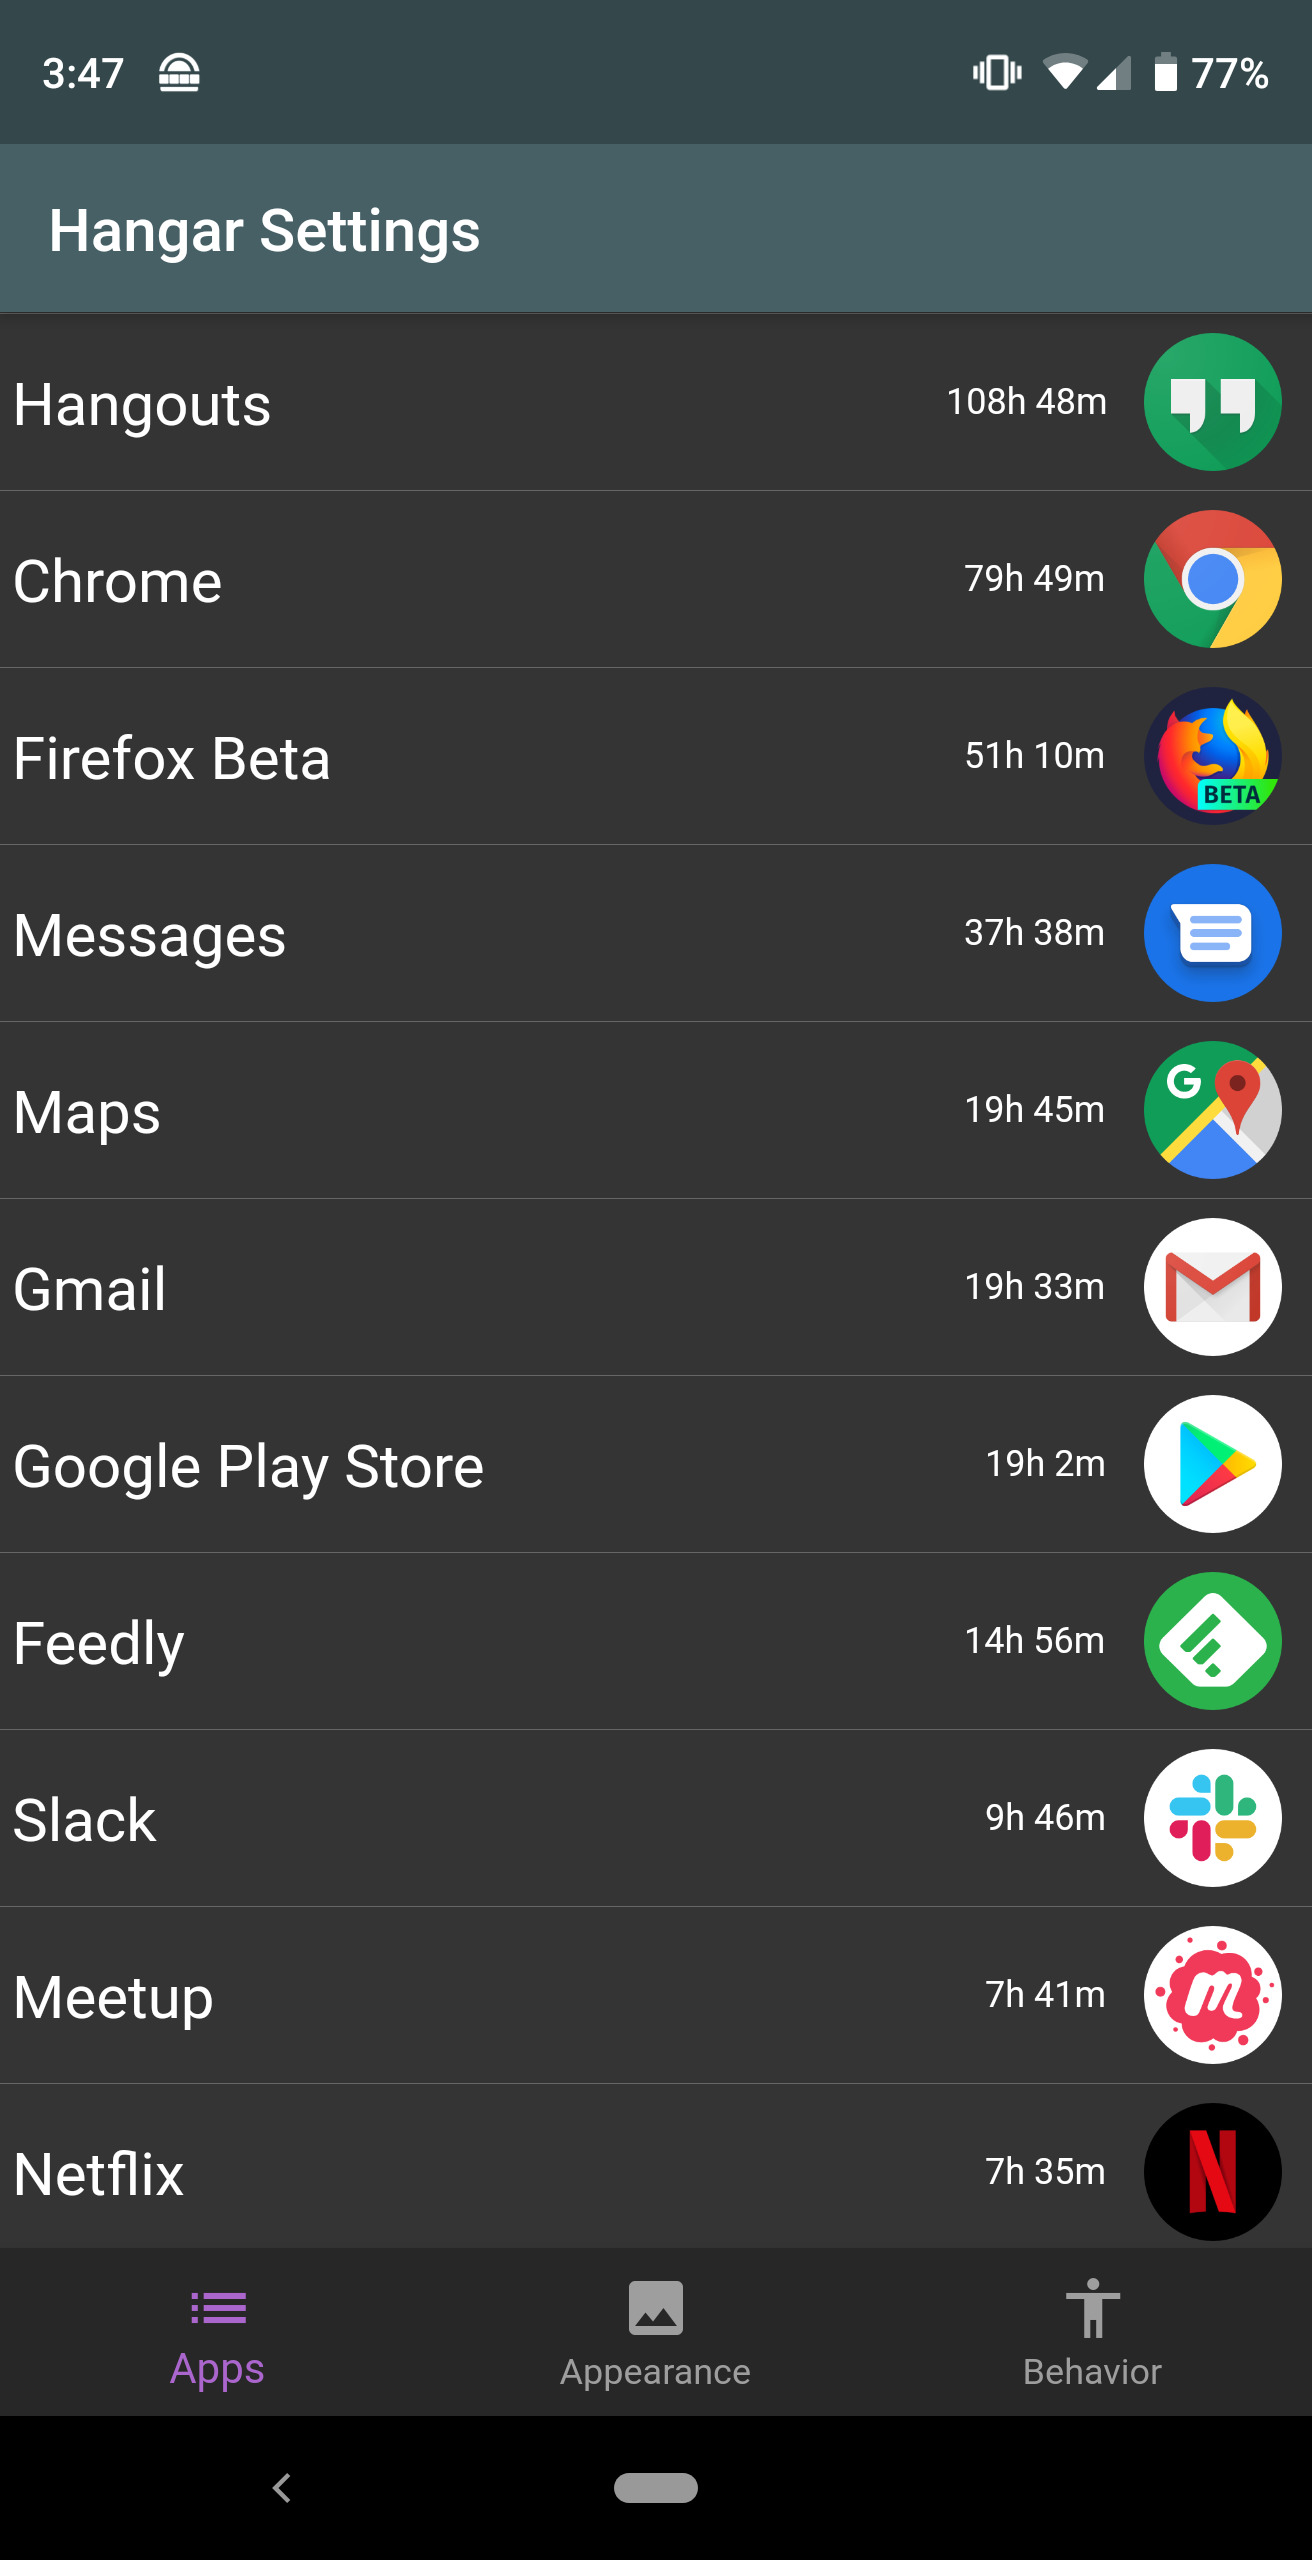 3:47 77%
Hangar Settings
Hangouts 108h 48m
Chrome 79h 49m
Firefox Beta 51h 10m
BETA
Messages 37h 38m
Maps 19h 45m
G
Gmail 19h 33m
Google Play Store 19h 2m
Feedly 14h 56m
Slack 9h 46m
Meetup 7h 41m
m
Netflix 7h 35m
N
Apps Appearance Behavior